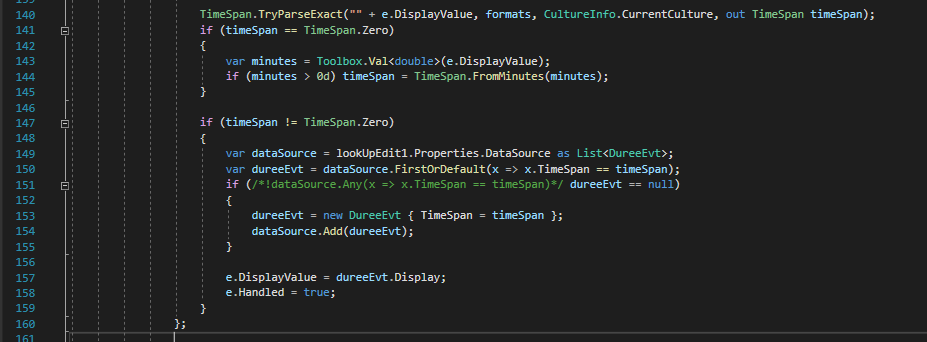 140 TimeSpan.TryParseExact("" + e.DisplayValue, formats, CultureInfo.CurrentCulture, out TimeSpan timeSpan);
141 if (timeSpan == TimeSpan.Zero)
142 {
143 var minutes = Toolbox.Val<double>(e.DisplayValue);
144 if (minutes > 0d) timeSpan = TimeSpan.FromMinutes(minutes);
145 }
146
147 if (timeSpan != TimeSpan.Zero)
148 {
149 var dataSource = lookUpEdit1.Properties.DataSource as List<DureeEvt>;
150 var dureeEvt = dataSource.FirstOrDefault(x => x.TimeSpan == timeSpan);
151 if (/*!dataSource.Any(x => x.TimeSpan == timeSpan)*/ dureeEvt == null)
152 {
153 dureeEvt = new DureeEvt { TimeSpan = timeSpan };
154 dataSource.Add(dureeEvt);
155 }
156
157 e.DisplayValue = dureeEvt.Display;
158 e.Handled = true;
159 }
160 };
161